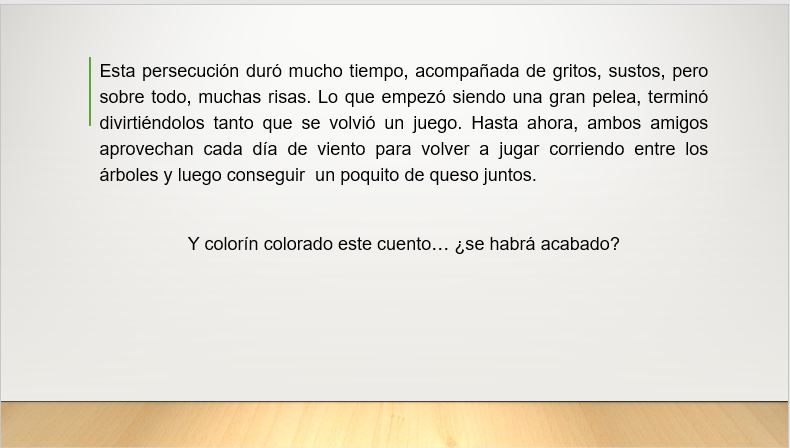 Esta persecución duró mucho tiempo, acompañada de gritos, sustos, pero
sobre todo, muchas risas. Lo que empezó siendo una gran pelea, terminó
divirtiéndolos tanto que se volvió un juego. Hasta ahora, ambos amigos
aprovechan cada día de viento para volver a jugar corriendo entre los
árboles y luego conseguir  un poquito de queso juntos.
Y colorín colorado este cuento… ¿se habrá acabado?